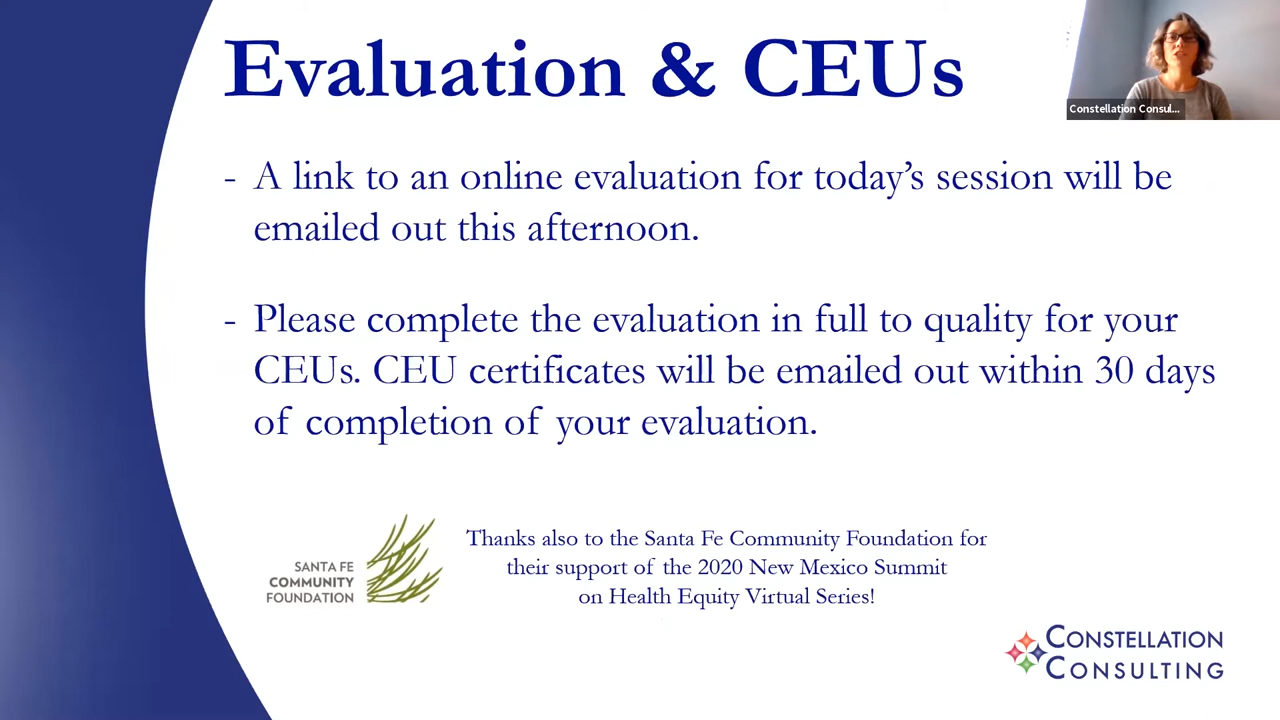 Evaluation & CEUs
Constellation Consul...
- A link to an online evaluation for today’s session will be
emailed out this afternoon.
- Please complete the evaluation in full to quality for your
CEUs. CEU certificates will be emailed out within 30 days
of completion of your evaluation.
SANTA FE
COMMUNITY
FOUNDATION
Thanks also to the Santa Fe Community Foundation for
their support of the 2020 New Mexico Summit
on Health Equity Virtual Series!
CONSTELLATION
CONSULTING